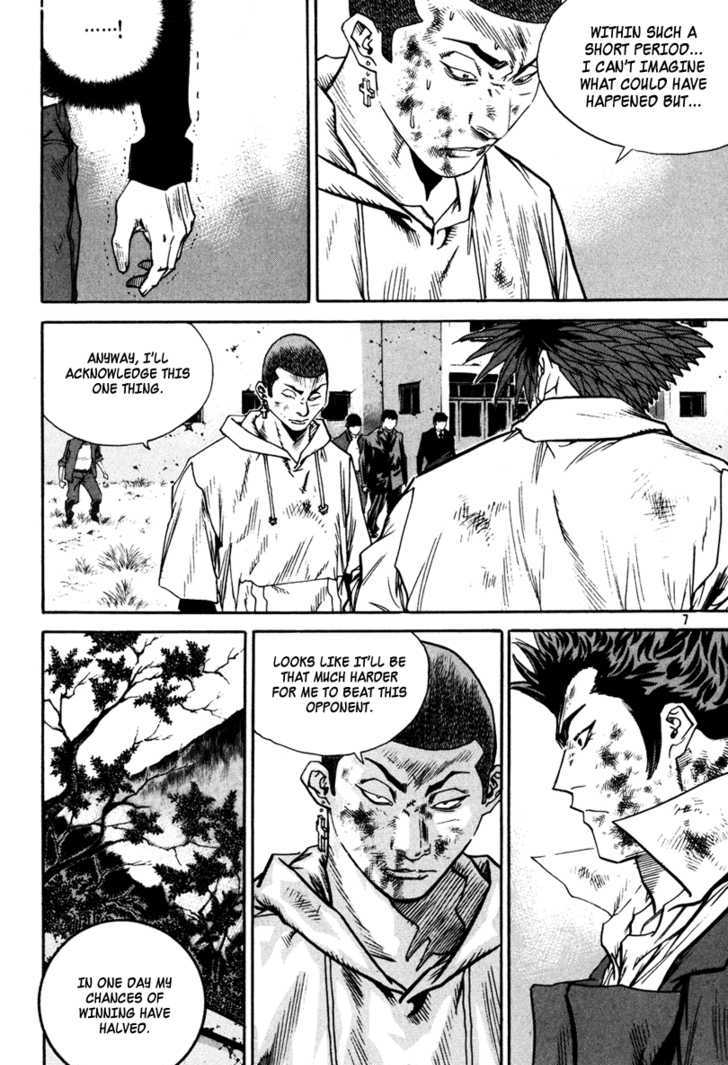 WITHIN SUCH A
SHORT PERIOD...
I CAN'T IMAGINE
WHAT COULD HAVE
HAPPENED BUT...
......!
ANYWAY, I'LL
ACKNOWLEDGE THIS
ONE THING.
7
LOOKS LIKE IT'LL BE
THAT MUCH HARDER
FOR ME TO BEAT THIS
OPPONENT.
IN ONE DAY MY
CHANCES OF
WINNING HAVE
HALVED.